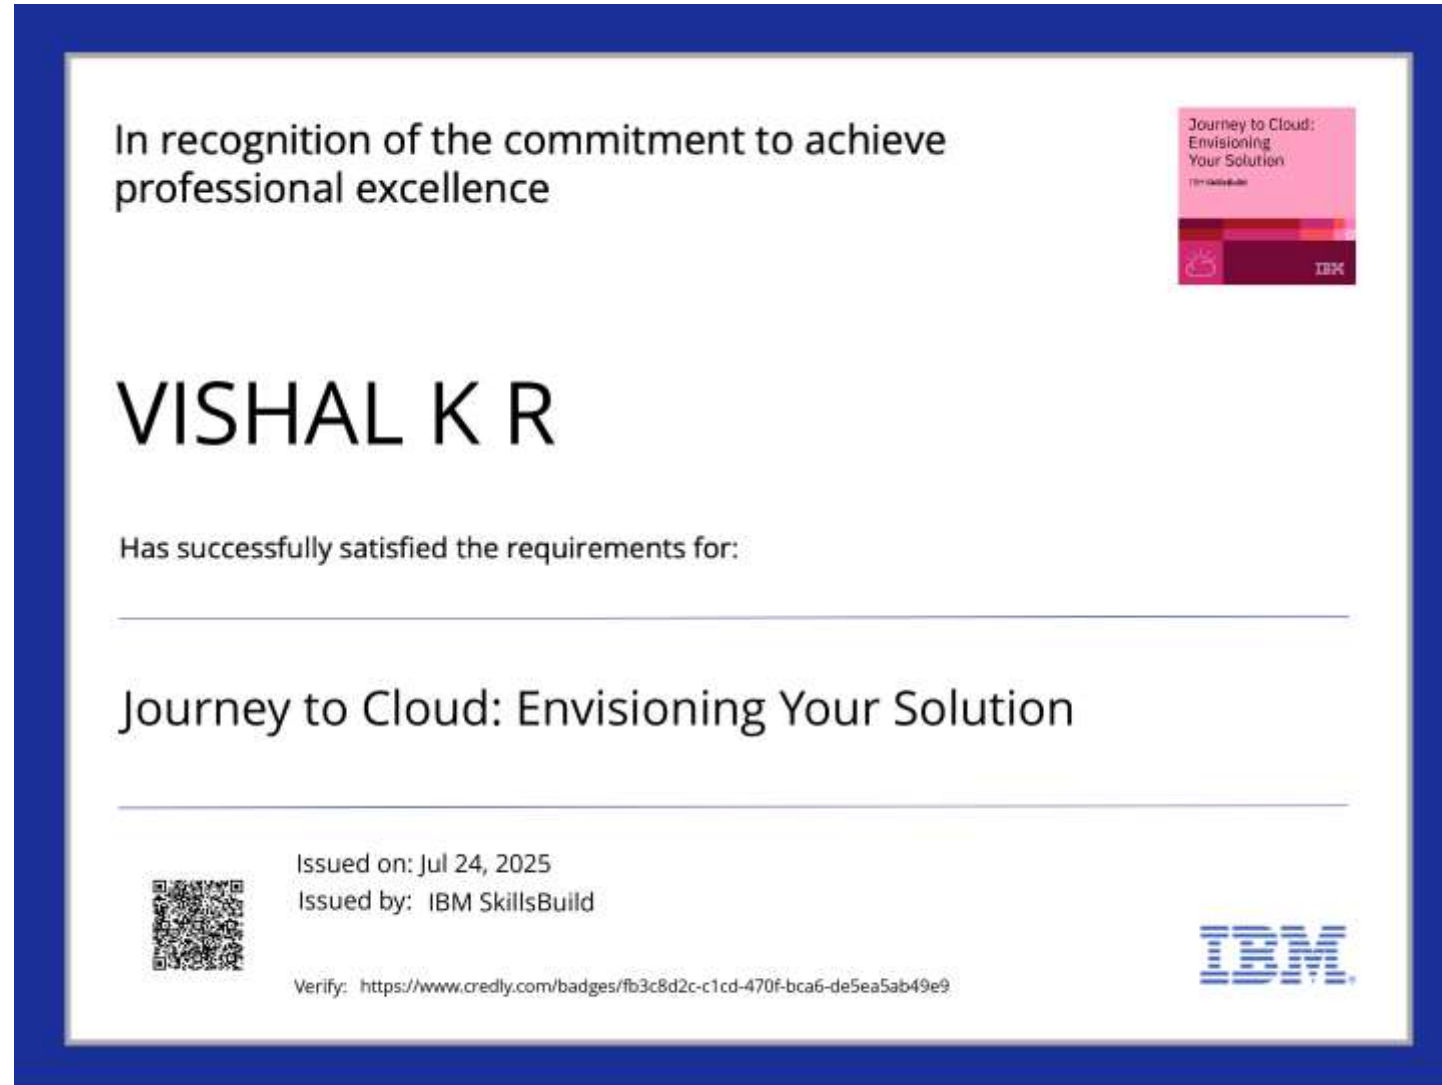 In recognition of the commitment to achieve
professional excellence
Journey to Cloud:
Envisioning
Your Solution
IBM SkillsBuild
IBM
VISHAL K R
Has successfully satisfied the requirements for:
Journey to Cloud: Envisioning Your Solution
Issued on: Jul 24, 2025
Issued by: IBM SkillsBuild
Verify: https://www.credly.com/badges/fb3c8d2c-c1cd-470f-bca6-de5ea5ab49e9
IBM